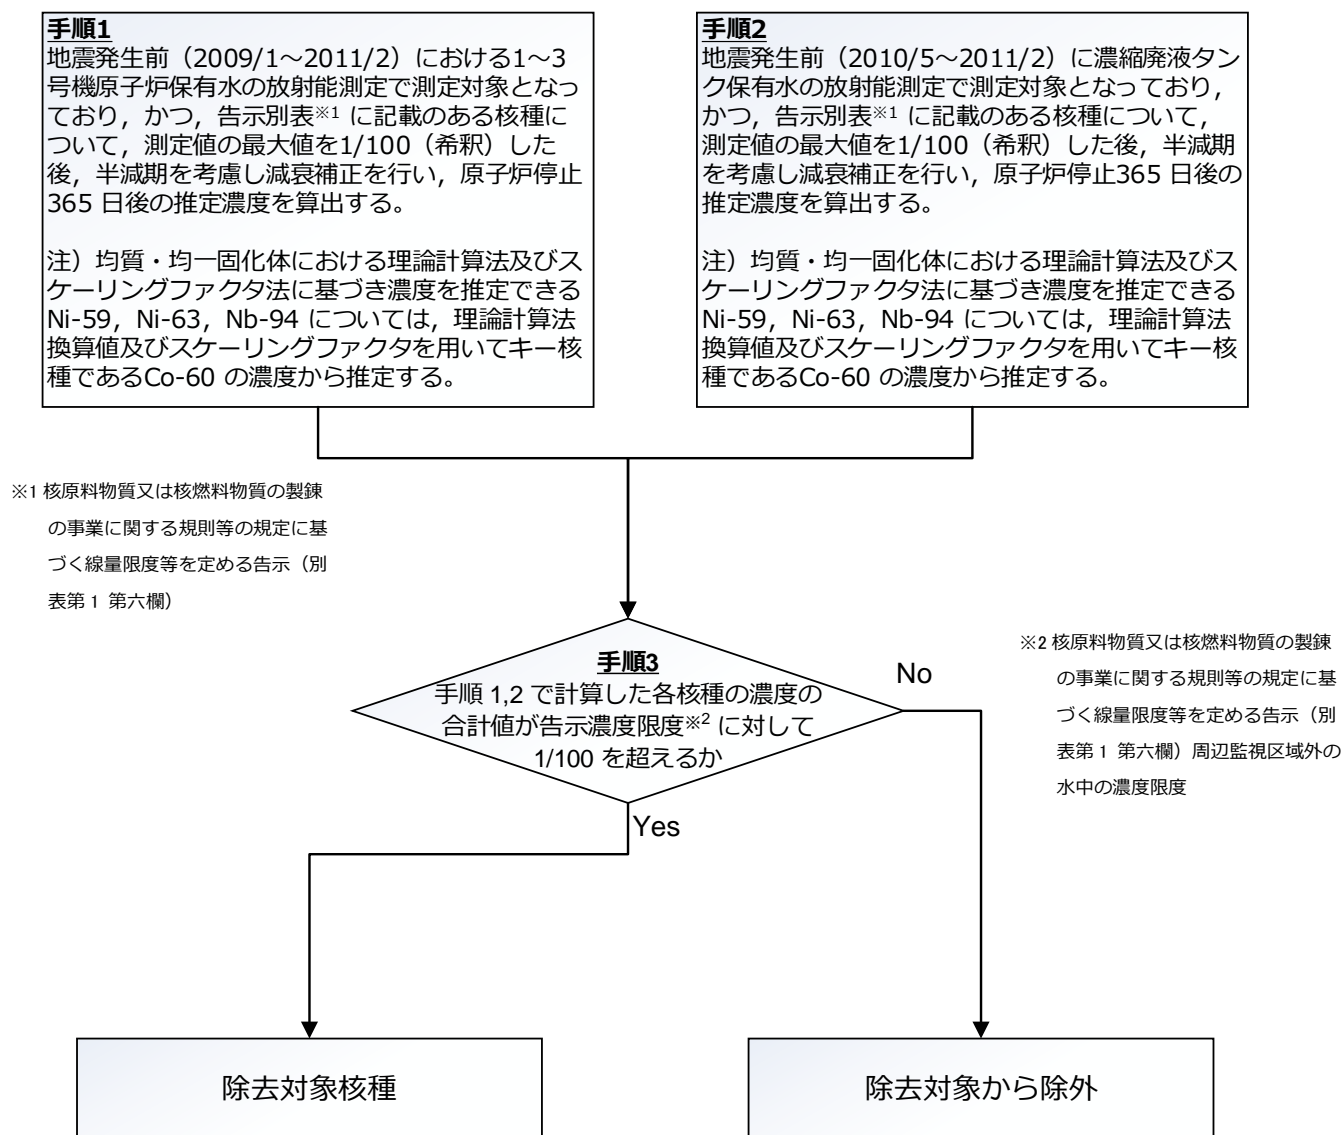 手順1
地震発生前（2009/1～2011/2）における1～3
号機原子炉保有水の放射能測定で測定対象となっ
ており，かつ，告示別表※1 に記載のある核種に
ついて，測定値の最大値を1/100（希釈）した
後，半減期を考慮し減衰補正を行い，原子炉停止
365 日後の推定濃度を算出する。
注）均質・均一固化体における理論計算法及びス
ケーリングファクタ法に基づき濃度を推定できる
Ni-59，Ni-63，Nb-94 については，理論計算法
換算値及びスケーリングファクタを用いてキー核
種であるCo-60 の濃度から推定する。
手順2
地震発生前（2010/5～2011/2）に濃縮廃液タン
ク保有水の放射能測定で測定対象となっており，
かつ，告示別表※1 に記載のある核種について，
測定値の最大値を1/100（希釈）した後，半減期
を考慮し減衰補正を行い，原子炉停止365 日後の
推定濃度を算出する。
注）均質・均一固化体における理論計算法及びス
ケーリングファクタ法に基づき濃度を推定できる
Ni-59，Ni-63，Nb-94 については，理論計算法
換算値及びスケーリングファクタを用いてキー核
種であるCo-60 の濃度から推定する。
※1 核原料物質又は核燃料物質の製錬
の事業に関する規則等の規定に基
づく線量限度等を定める告示（別
表第 1 第六欄）
手順3
手順 1,2 で計算した各核種の濃度の
合計値が告示濃度限度※2 に対して
1/100 を超えるか
No
※2 核原料物質又は核燃料物質の製錬
の事業に関する規則等の規定に基
づく線量限度等を定める告示（別
表第 1 第六欄）周辺監視区域外の
水中の濃度限度
Yes
除去対象核種
除去対象から除外